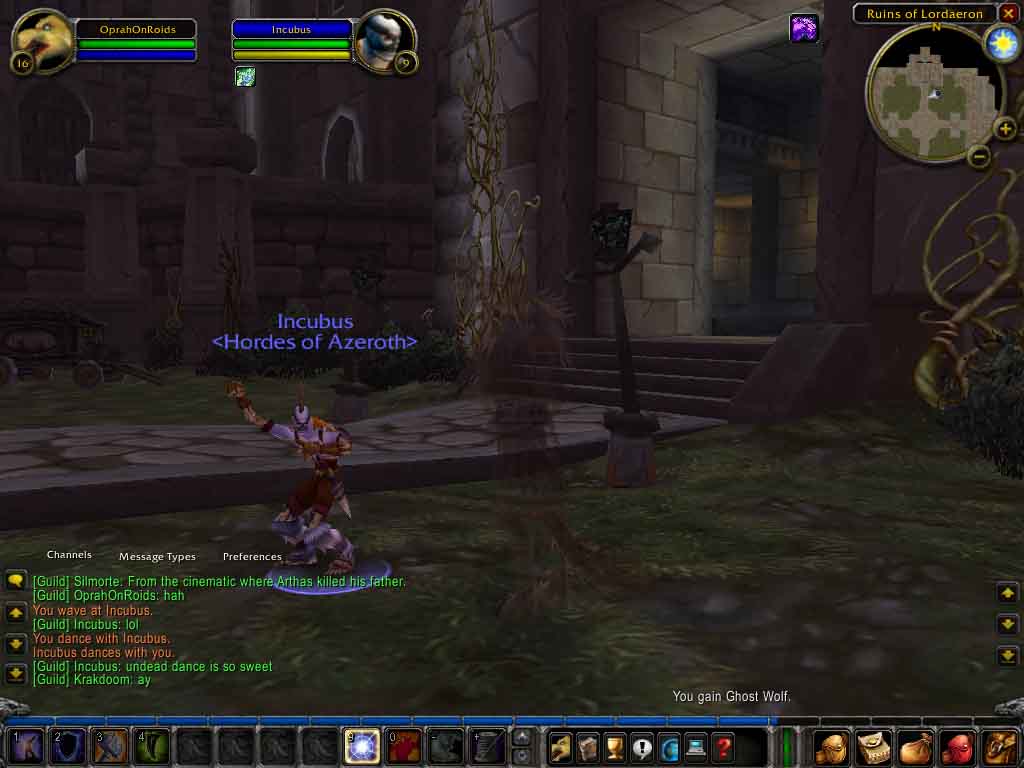 OprahOnRoids
16
Incubus
9
Ruins of Lordaeron
N
Incubus
<Hordes of Azeroth>
Channels Message Types Preferences
[Guild] Silmorte: From the cinematic where Arthas killed his father.
[Guild] OprahOnRoids: hah
You wave at Incubus.
[Guild] Incubus: lol
You dance with Incubus.
Incubus dances with you.
[Guild] Incubus: undead dance is so sweet
[Guild] Krakdoom: ay
You gain Ghost Wolf.
1 2 3 4 9 0 - +